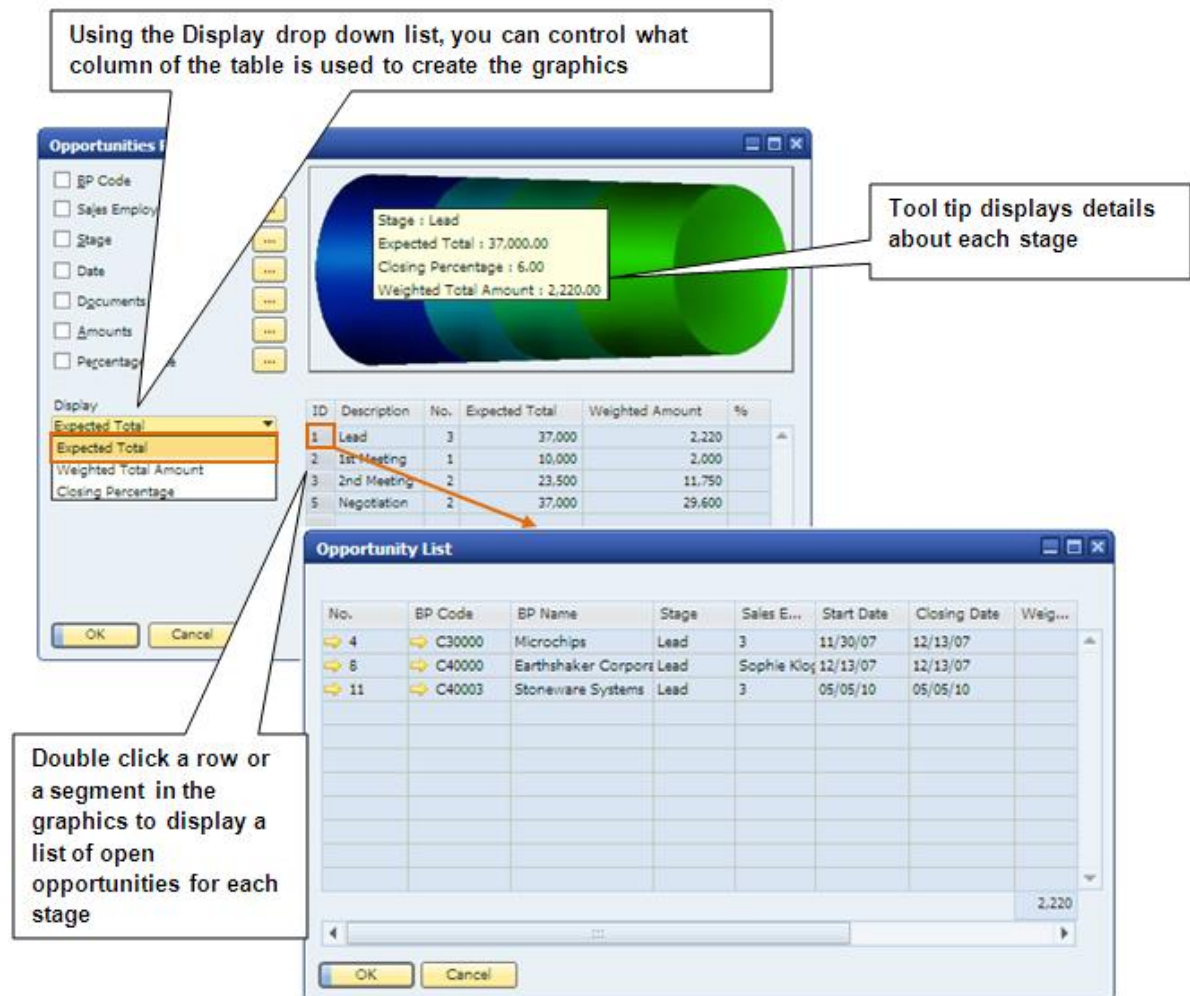 Using the Display drop down list, you can control what
column of the table is used to create the graphics
Opportunities
BP Code
Sales Employ
Stage
...
Date
...
Documents
...
Amounts
...
Percentage
...
Stage : Lead
Expected Total : 37,000.00
Closing Percentage : 6.00
Weighted Total Amount : 2,220.00
Tool tip displays details
about each stage
Display
Expected Total
Expected Total
Weighted Total Amount
Closing Percentage
ID Description No. Expected Total Weighted Amount %
1 Lead 3 37,000 2,220
2 1st Meeting 1 10,000 2,000
3 2nd Meeting 2 23,500 11,750
5 Negotiation 2 37,000 29,600
OK Cancel
Opportunity List
No. BP Code BP Name Stage Sales E... Start Date Closing Date Weig...
4 C30000 Microchips Lead 3 11/30/07 12/13/07
8 C40000 Earthshaker Corpora Lead Sophie Klog 12/13/07 12/13/07
11 C40003 Stoneware Systems Lead 3 05/05/10 05/05/10
2,220
OK Cancel
Double click a row or
a segment in the
graphics to display a
list of open
opportunities for each
stage